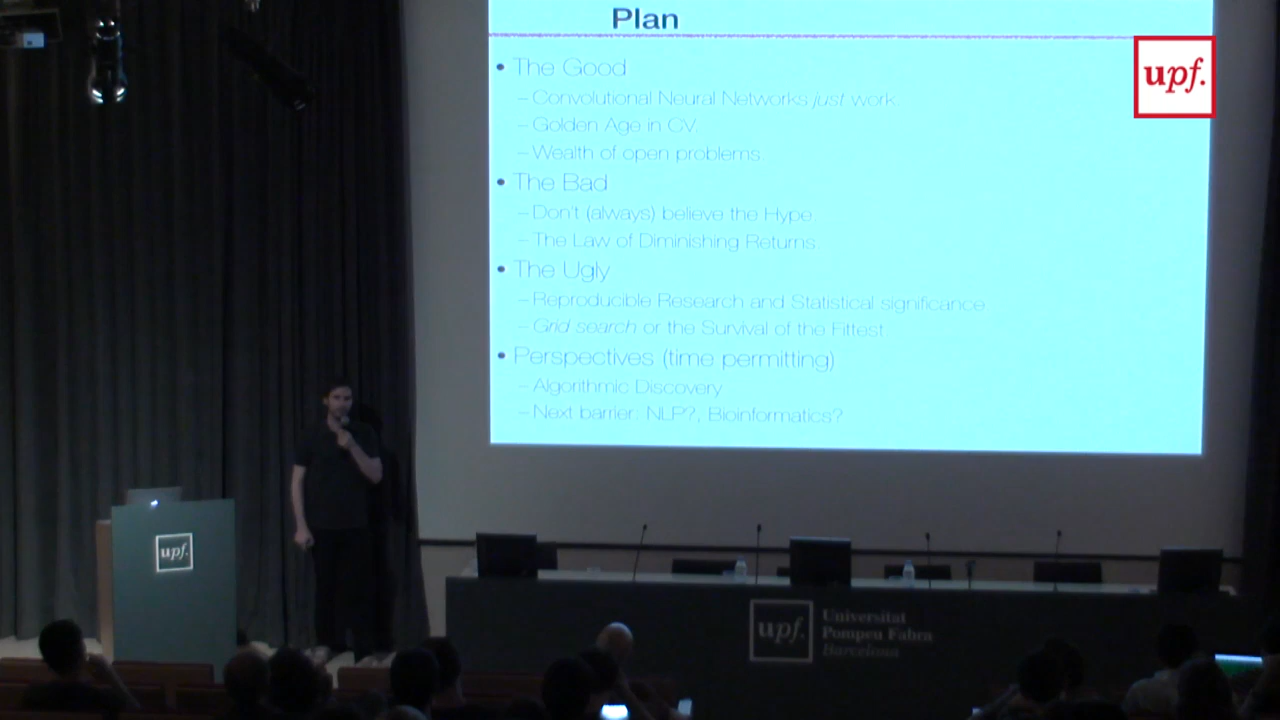 Plan
upf.
• The Good
– Convolutional Neural Networks just work.
– Golden Age in CV.
– Wealth of open problems.
• The Bad
– Don't (always) believe the Hype.
– The Law of Diminishing Returns.
• The Ugly
– Reproducible Research and Statistical significance
– Grid search or the Survival of the Fittest.
• Perspectives (time permitting)
– Algorithmic Discovery
– Next barrier: NLP?, Bioinformatics?
upf.
upf.
Universitat
Pompeu Fabra
Barcelona